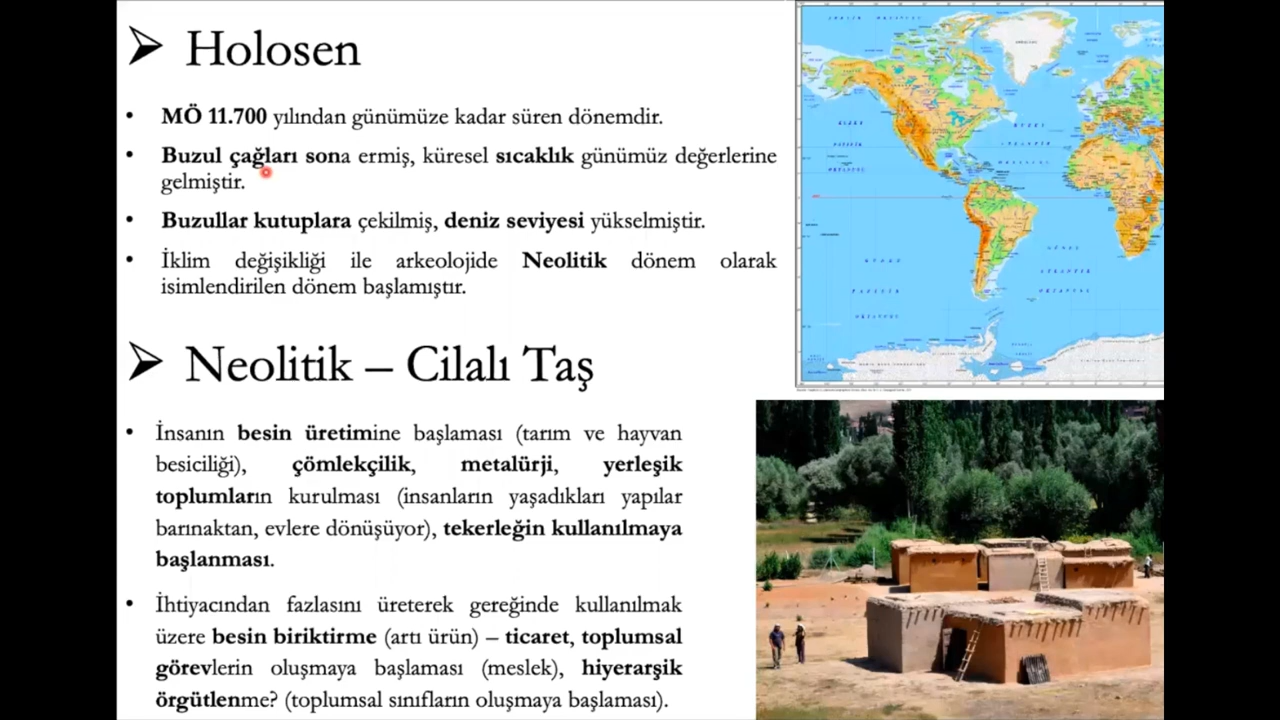 ➢ Holosen
• MÖ 11.700 yılından günümüze kadar süren dönemdir.
• Buzul çağları sona ermiş, küresel sıcaklık günümüz değerlerine
gelmiştir.
• Buzullar kutuplara çekilmiş, deniz seviyesi yükselmiştir.
• İklim değişikliği ile arkeolojide Neolitik dönem olarak
isimlendirilen dönem başlamıştır.
➢ Neolitik – Cilalı Taş
• İnsanın besin üretimine başlaması (tarım ve hayvan
besiciliği), çömlekçilik, metalürji, yerleşik
toplumların kurulması (insanların yaşadıkları yapılar
barınaktan, evlere dönüşüyor), tekerleğin kullanılmaya
başlanması.
• İhtiyacından fazlasını üreterek gereğinde kullanılmak
üzere besin biriktirme (artı ürün) – ticaret, toplumsal
görevlerin oluşmaya başlaması (meslek), hiyerarşik
örgütlenme? (toplumsal sınıfların oluşmaya başlaması).